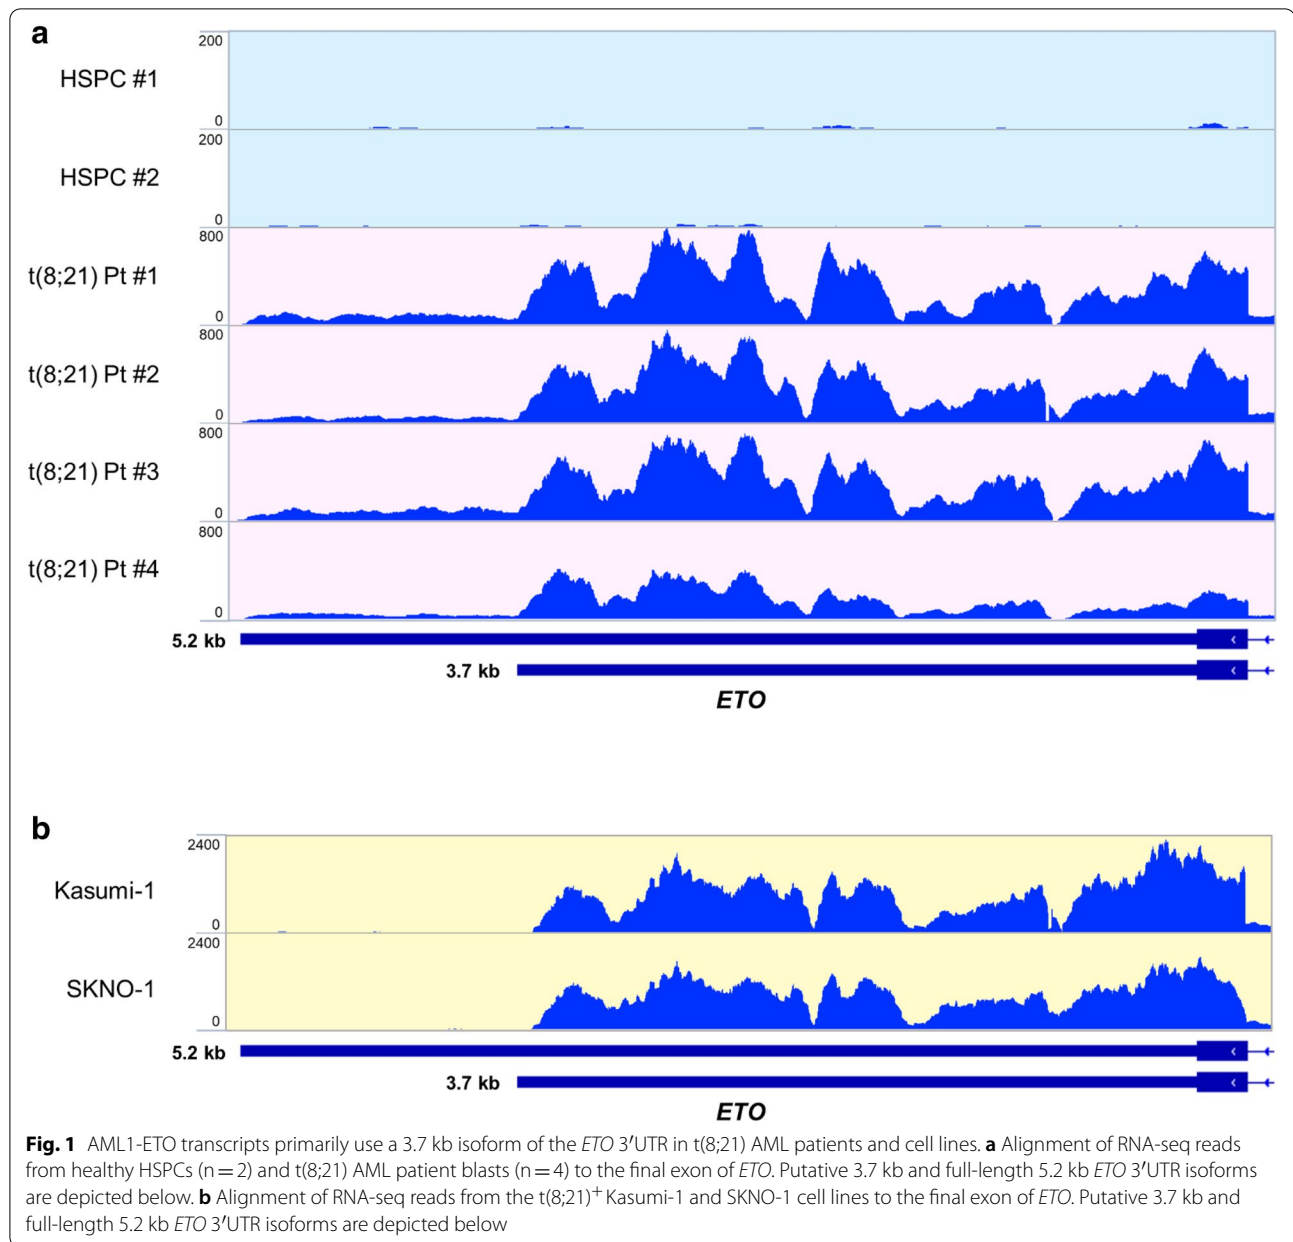 a
200
HSPC #1
0
200
HSPC #2
0
800
t(8;21) Pt #1
0
800
t(8;21) Pt #2
0
800
t(8;21) Pt #3
0
800
t(8;21) Pt #4
0
5.2 kb
3.7 kb
ETO
b
2400
Kasumi-1
0
2400
SKNO-1
0
5.2 kb
3.7 kb
ETO
Fig. 1 AML1-ETO transcripts primarily use a 3.7 kb isoform of the ETO 3′UTR in t(8;21) AML patients and cell lines. a Alignment of RNA-seq reads
from healthy HSPCs (n = 2) and t(8;21) AML patient blasts (n = 4) to the final exon of ETO. Putative 3.7 kb and full-length 5.2 kb ETO 3′UTR isoforms
are depicted below. b Alignment of RNA-seq reads from the t(8;21)+ Kasumi-1 and SKNO-1 cell lines to the final exon of ETO. Putative 3.7 kb and
full-length 5.2 kb ETO 3′UTR isoforms are depicted below